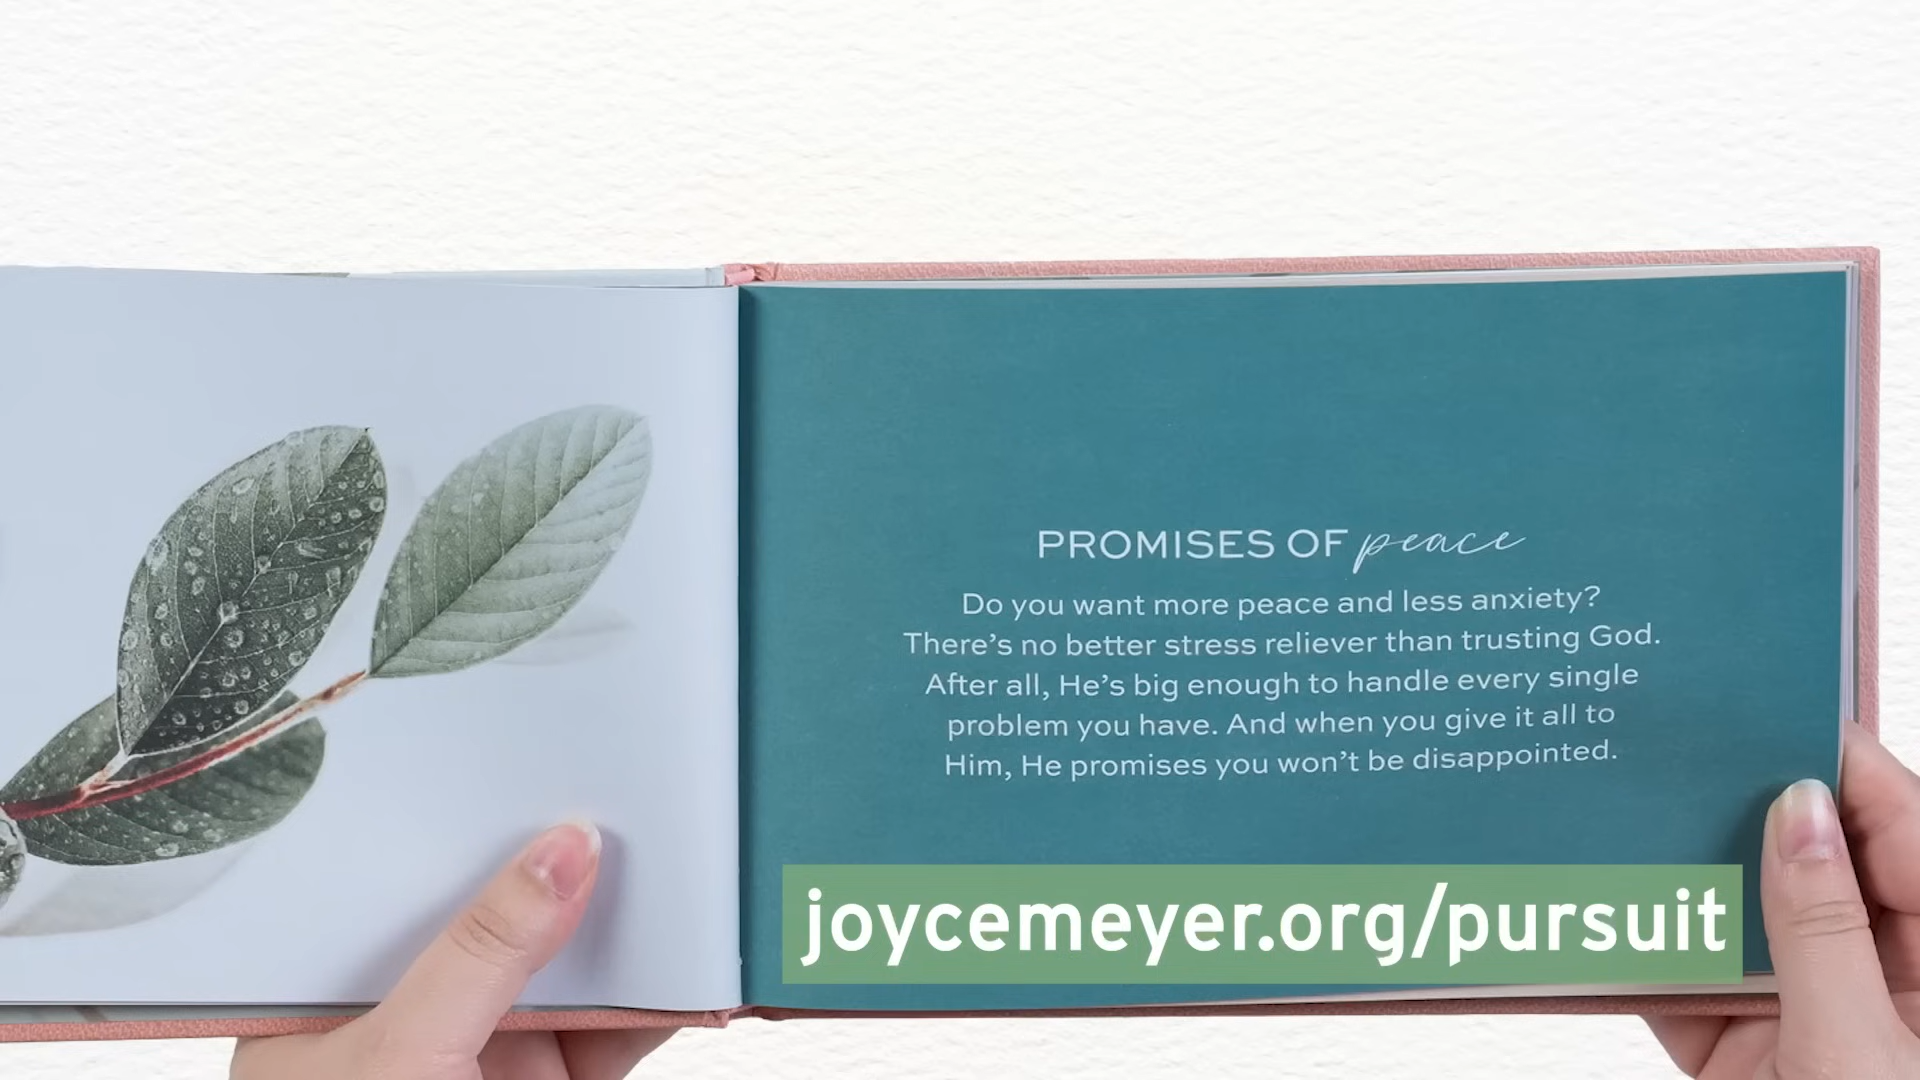 PROMISES OF peace
Do you want more peace and less anxiety?
There's no better stress reliever than trusting God.
After all, He's big enough to handle every single
problem you have. And when you give it all to
Him, He promises you won't be disappointed.
joycemeyer.org/pursuit